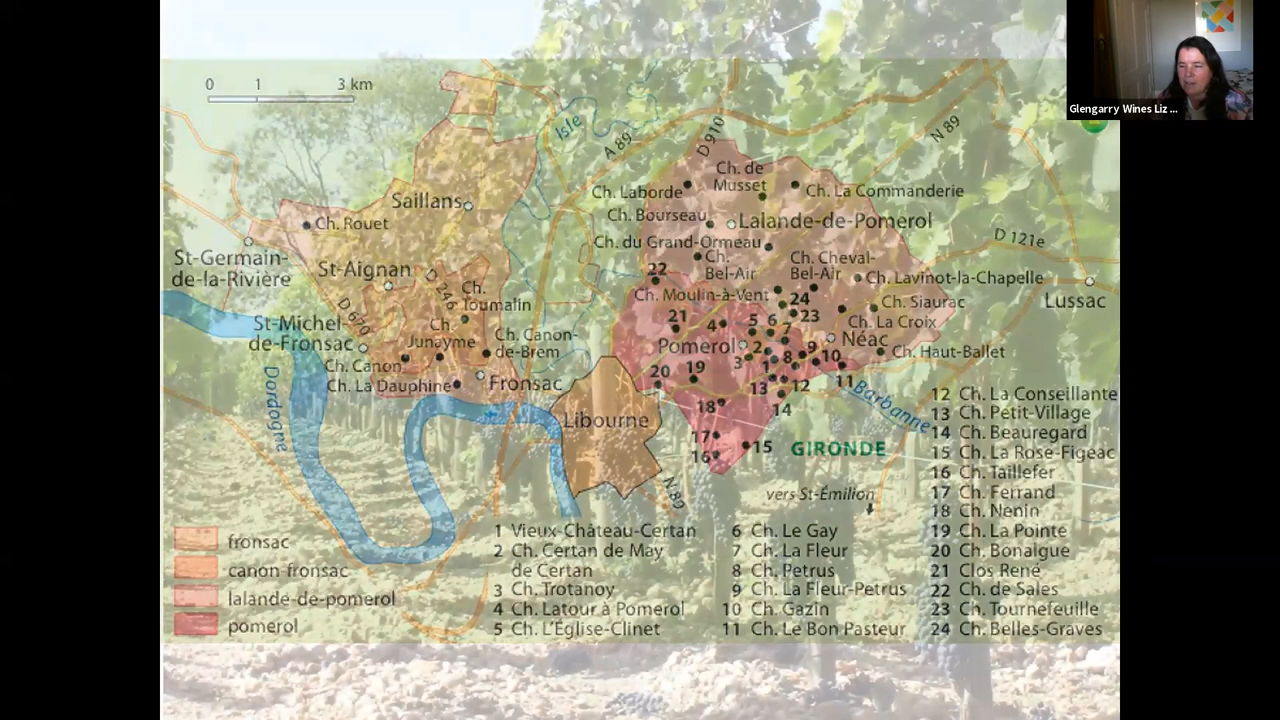 Glengarry Wines Liz ...
0 1 3 km
Isle
A 89
D 910
N 89
Ch. de
Musset
Ch. Laborde
Ch. La Commanderie
Saillans
Ch. Bourseau
Lalande-de-Pomerol
Ch. Rouet
D 121e
Ch. du Grand-Ormeau
St-Germain-
de-la-Rivière
St-Aignan
22
Ch.
Bel-Air
Ch. Cheval-
Bel-Air
Ch. Lavinot-la-Chapelle
D 246
Ch.
Toumalin
Ch. Moulin-à-Vent
24
Ch. Siaurac
Lussac
D 670
21
4
5
6
7
23
Ch. La Croix
St-Michel-
de-Fronsac
Ch.
Junayme
Ch. Canon-
de-Brem
Pomerol
2
3
1
8
9
10
Néac
Ch. Haut-Ballet
Ch. Canon
20
19
13
12
11
Ch. La Dauphine
Fronsac
Barbanne
Dordogne
18
14
Libourne
17
16
15
GIRONDE
N 89
vers St-Émilion
fronsac
canon-fronsac
lalande-de-pomerol
pomerol
1 Vieux-Château-Certan
2 Ch. Certan de May
de Certan
3 Ch. Trotanoy
4 Ch. Latour à Pomerol
5 Ch. L'Église-Clinet
6 Ch. Le Gay
7 Ch. La Fleur
8 Ch. Petrus
9 Ch. La Fleur-Petrus
10 Ch. Gazin
11 Ch. Le Bon Pasteur
12 Ch. La Conseillante
13 Ch. Petit-Village
14 Ch. Beauregard
15 Ch. La Rose-Figeac
16 Ch. Taillefer
17 Ch. Ferrand
18 Ch. Nenin
19 Ch. La Pointe
20 Ch. Bonalgue
21 Clos René
22 Ch. de Sales
23 Ch. Tournefeuille
24 Ch. Belles-Graves